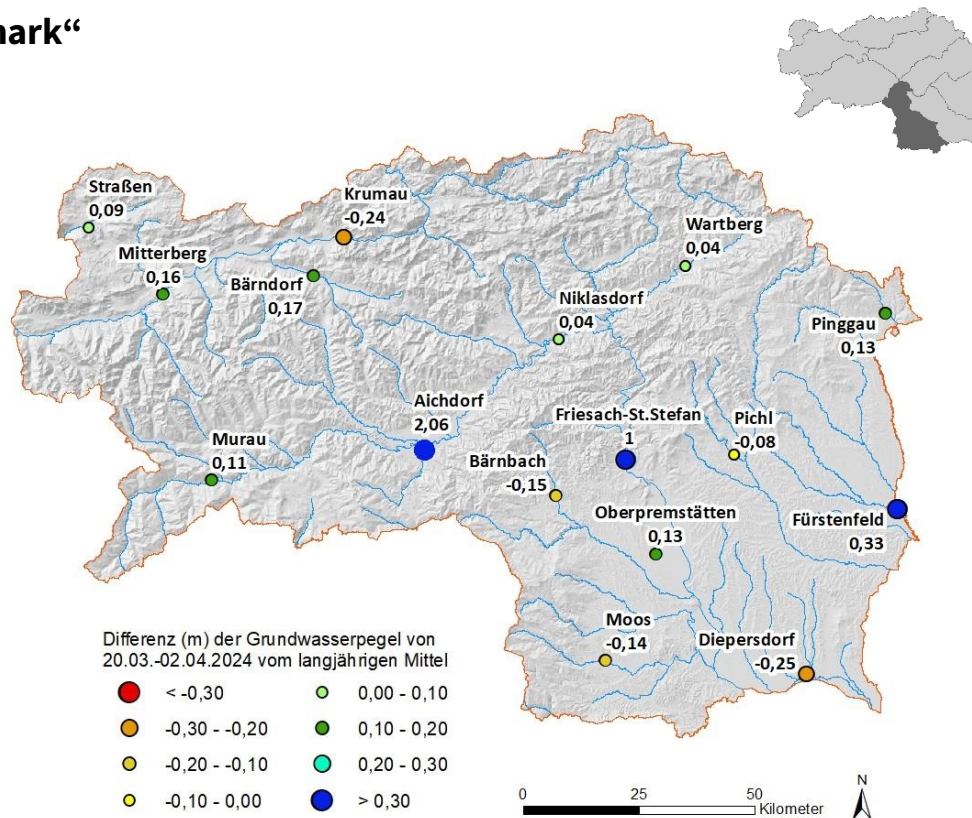 nark“
Straßen
0,09
Krumau
-0,24
Wartberg
0,04
Mitterberg
0,16
Bärndorf
0,17
Niklasdorf
0,04
Pinggau
0,13
Aichdorf
2,06
Friesach-St.Stefan
1
Pichl
-0,08
Murau
0,11
Bärnbach
-0,15
Oberpremstätten
0,13
Fürstenfeld
0,33
Moos
-0,14
Diepersdorf
-0,25
Differenz (m) der Grundwasserpegel von
20.03.-02.04.2024 vom langjährigen Mittel
< -0,30
-0,30 - -0,20
-0,20 - -0,10
-0,10 - 0,00
0,00 - 0,10
0,10 - 0,20
0,20 - 0,30
> 0,30
0 25 50
Kilometer
N